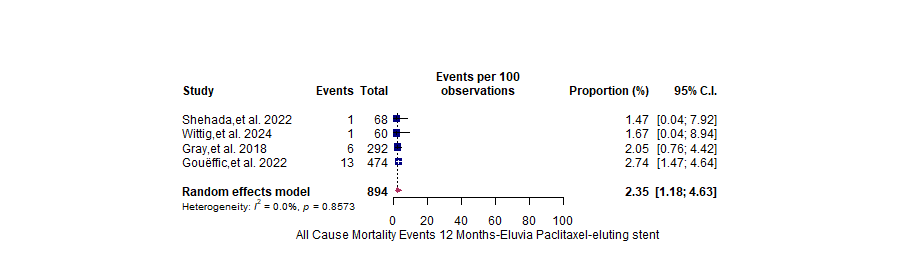 Events per 100
Study Events Total observations Proportion (%) 95% C.I.
Shehada,et al. 2022 1 68 1.47 [0.04; 7.92]
Wittig,et al. 2024 1 60 1.67 [0.04; 8.94]
Gray,et al. 2018 6 292 2.05 [0.76; 4.42]
Gouëffic,et al. 2022 13 474 2.74 [1.47; 4.64]
Random effects model 894 2.35 [1.18; 4.63]
Heterogeneity: I² = 0.0%, p = 0.8573
0 20 40 60 80 100
All Cause Mortality Events 12 Months-Eluvia Paclitaxel-eluting stent